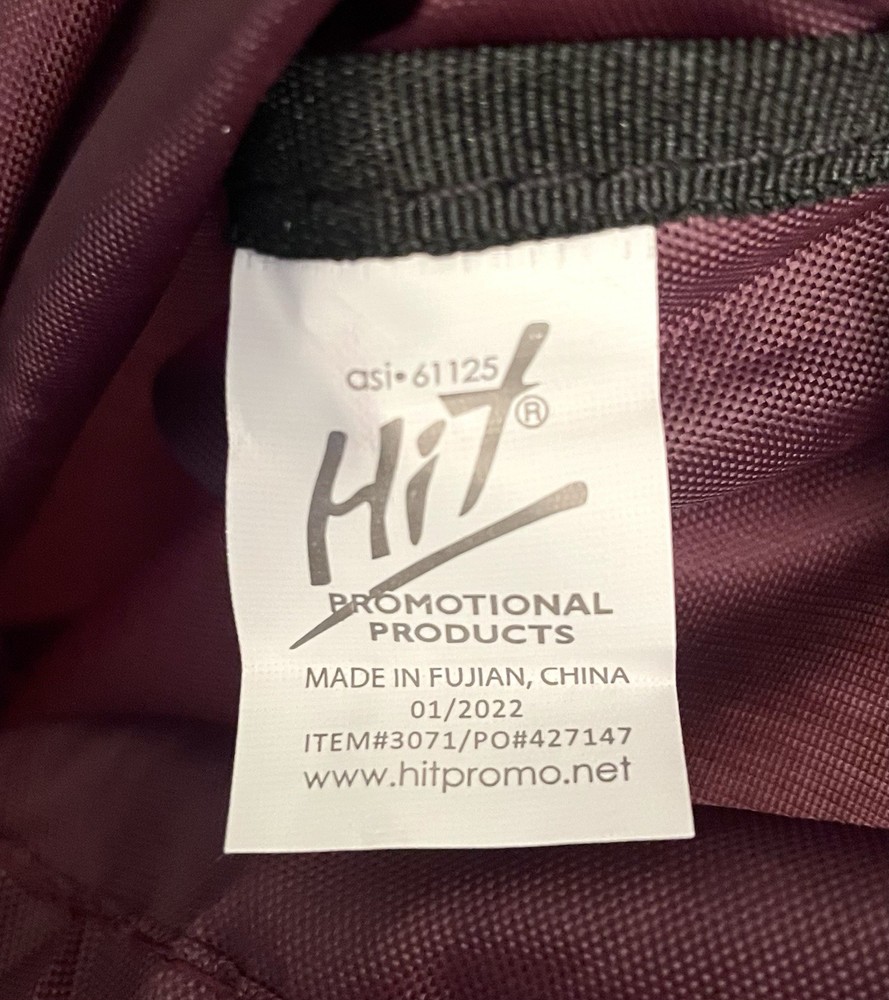 asi•61125
Hit®
PROMOTIONAL
PRODUCTS
MADE IN FUJIAN, CHINA
01/2022
ITEM#3071/PO#427147
www.hitpromo.net